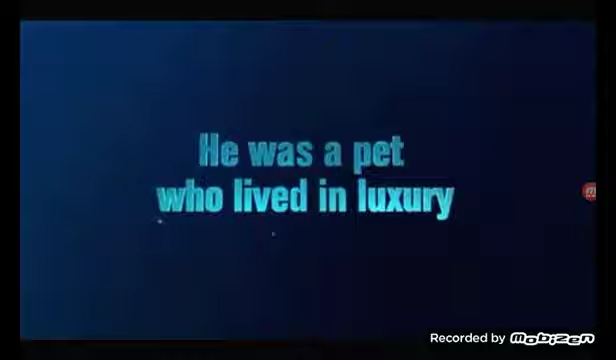 He was a pet
who lived in luxury
Recorded by Mobizen